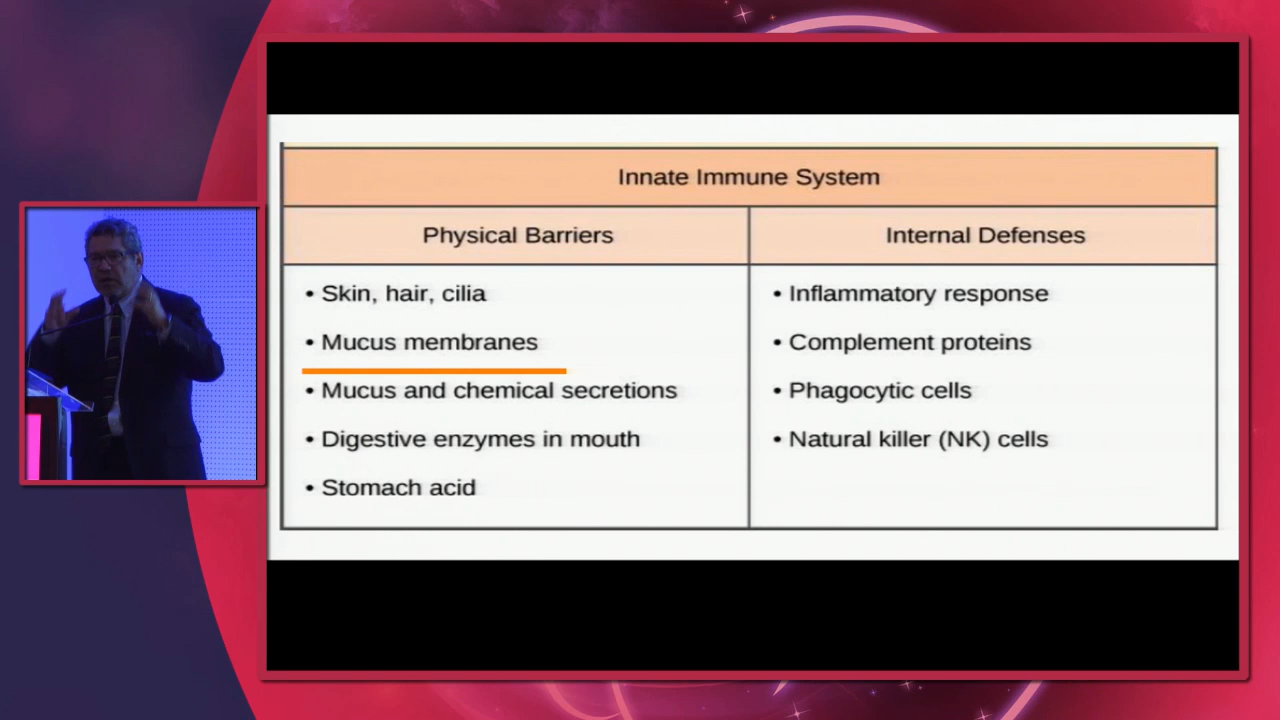 Innate Immune System
Physical Barriers
Internal Defenses
• Skin, hair, cilia
• Mucus membranes
• Mucus and chemical secretions
• Digestive enzymes in mouth
• Stomach acid
• Inflammatory response
• Complement proteins
• Phagocytic cells
• Natural killer (NK) cells